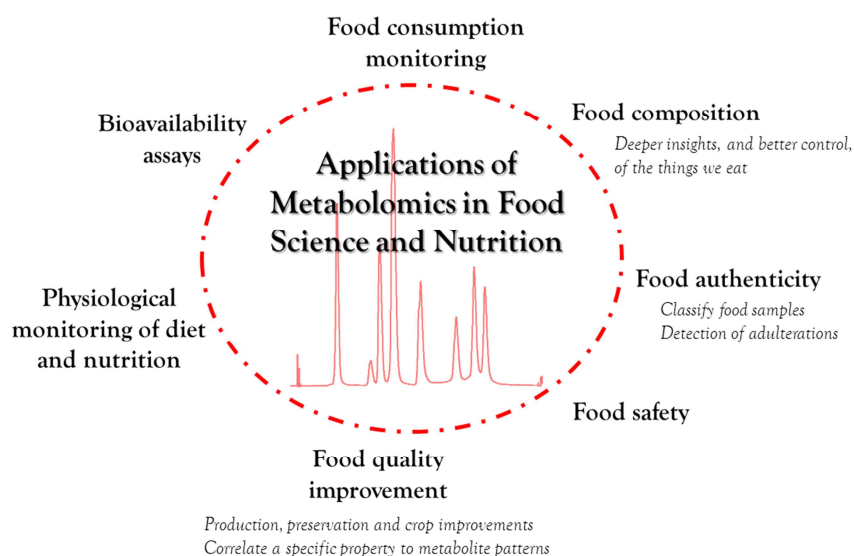 Food consumption
monitoring
Food composition
Deeper insights, and better control,
of the things we eat
Bioavailability
assays
Applications of
Metabolomics in Food
Science and Nutrition
Food authenticity
Classify food samples
Detection of adulterations
Physiological
monitoring of diet
and nutrition
Food safety
Food quality
improvement
Production, preservation and crop improvements
Correlate a specific property to metabolite patterns